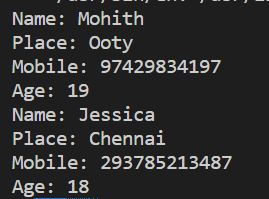 Name: Mohith
Place: Ooty
Mobile: 97429834197
Age: 19
Name: Jessica
Place: Chennai
Mobile: 293785213487
Age: 18